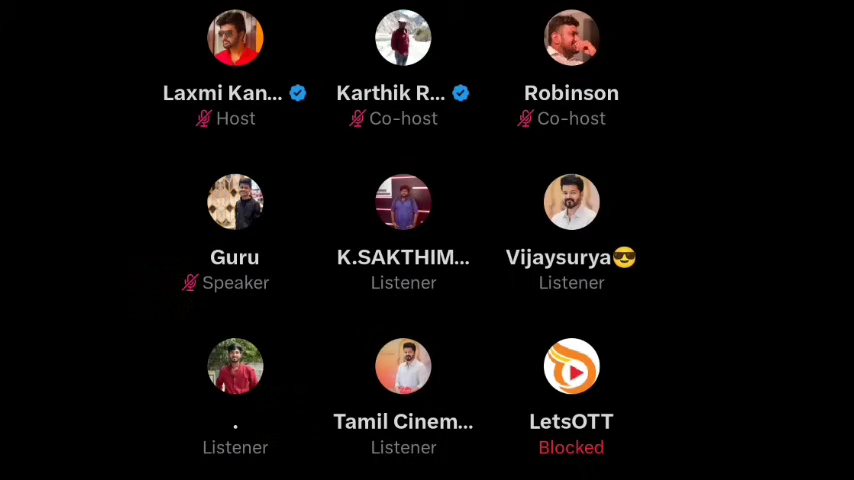 Laxmi Kan... Karthik R... Robinson
Host Co-host Co-host
Guru K.SAKTHIM... Vijaysurya😎
Speaker Listener Listener
. Tamil Cinem... LetsOTT
Listener Listener Blocked